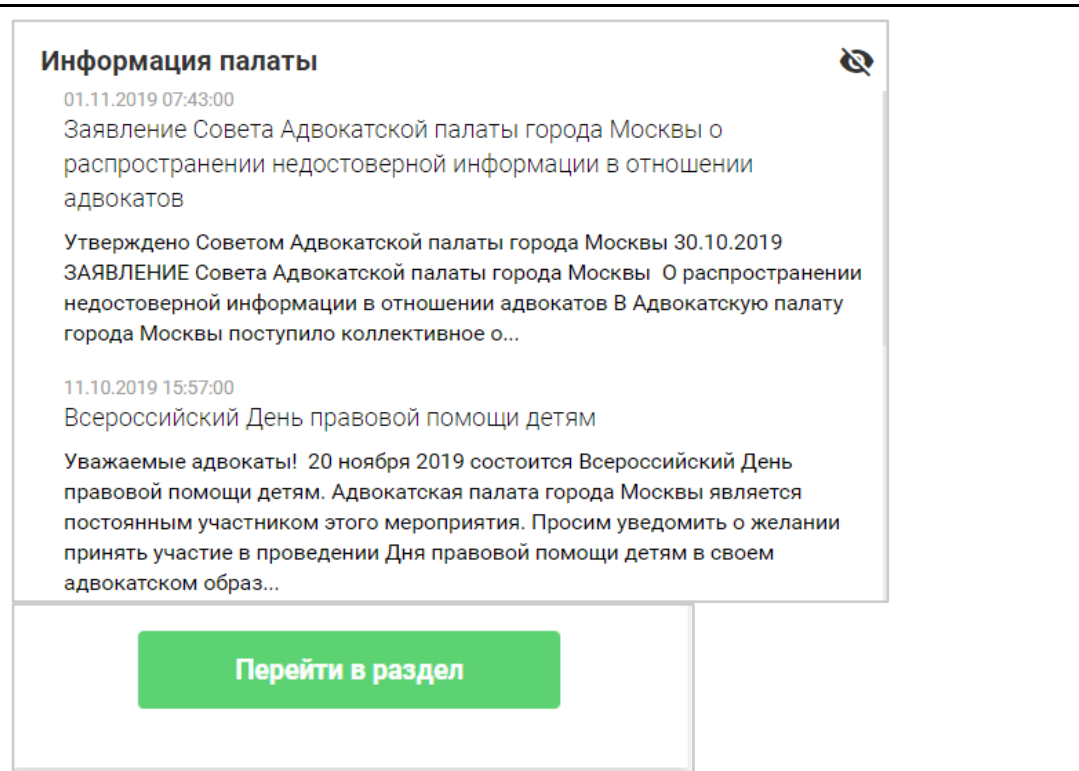 Информация палаты
01.11.2019 07:43:00
Заявление Совета Адвокатской палаты города Москвы о
распространении недостоверной информации в отношении
адвокатов
Утверждено Советом Адвокатской палаты города Москвы 30.10.2019
ЗАЯВЛЕНИЕ Совета Адвокатской палаты города Москвы  О распространении
недостоверной информации в отношении адвокатов В Адвокатскую палату
города Москвы поступило коллективное о...
11.10.2019 15:57:00
Всероссийский День правовой помощи детям
Уважаемые адвокаты!  20 ноября 2019 состоится Всероссийский День
правовой помощи детям. Адвокатская палата города Москвы является
постоянным участником этого мероприятия. Просим уведомить о желании
принять участие в проведении Дня правовой помощи детям в своем
адвокатском образ...
Перейти в раздел